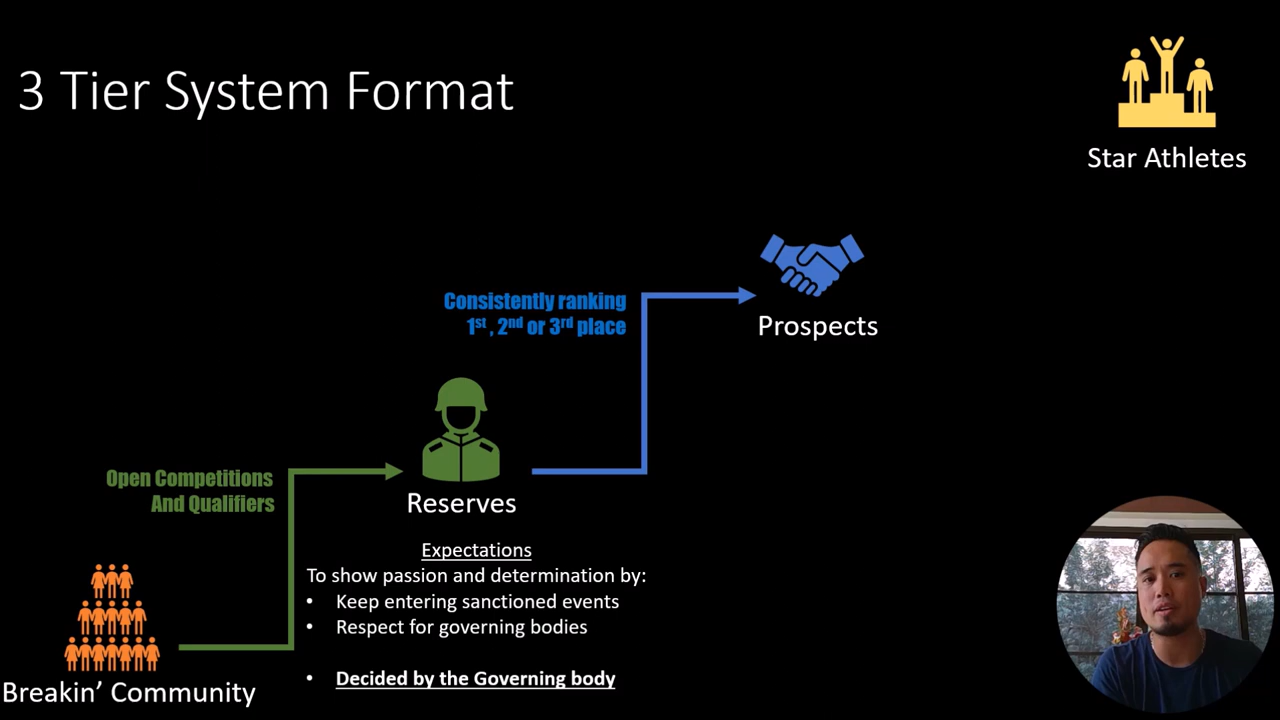 3 Tier System Format
Star Athletes
Consistently ranking
1st , 2nd or 3rd place
Prospects
Open Competitions
And Qualifiers
Reserves
Expectations
To show passion and determination by:
• Keep entering sanctioned events
• Respect for governing bodies
• Decided by the Governing body
Breakin’ Community